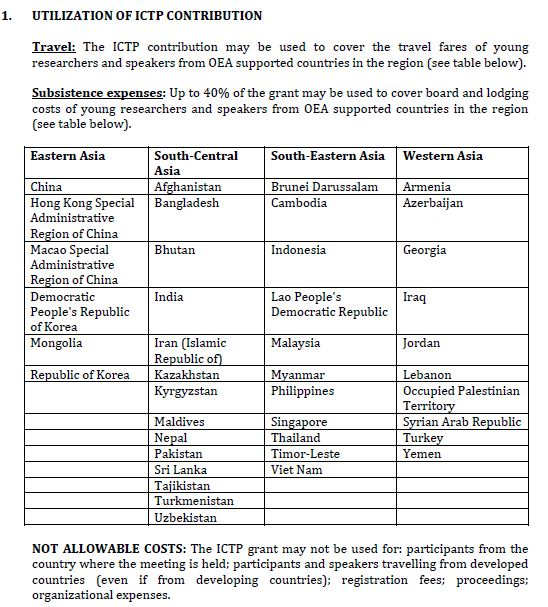 1. UTILIZATION OF ICTP CONTRIBUTION
Travel: The ICTP contribution may be used to cover the travel fares of young
researchers and speakers from OEA supported countries in the region (see table below).
Subsistence expenses: Up to 40% of the grant may be used to cover board and lodging
costs of young researchers and speakers from OEA supported countries in the region
(see table below).
Eastern Asia South-Central Asia South-Eastern Asia Western Asia
China Afghanistan Brunei Darussalam Armenia
Hong Kong Special Administrative Region of China Bangladesh Cambodia Azerbaijan
Macao Special Administrative Region of China Bhutan Indonesia Georgia
Democratic People's Republic of Korea India Lao People's Democratic Republic Iraq
Mongolia Iran (Islamic Republic of) Malaysia Jordan
Republic of Korea Kazakhstan Myanmar Lebanon
Kyrgyzstan Philippines Occupied Palestinian Territory
Maldives Singapore Syrian Arab Republic
Nepal Thailand Turkey
Pakistan Timor-Leste Yemen
Sri Lanka Viet Nam
Tajikistan
Turkmenistan
Uzbekistan
NOT ALLOWABLE COSTS: The ICTP grant may not be used for: participants from the
country where the meeting is held; participants and speakers travelling from developed
countries (even if from developing countries); registration fees; proceedings;
organizational expenses.